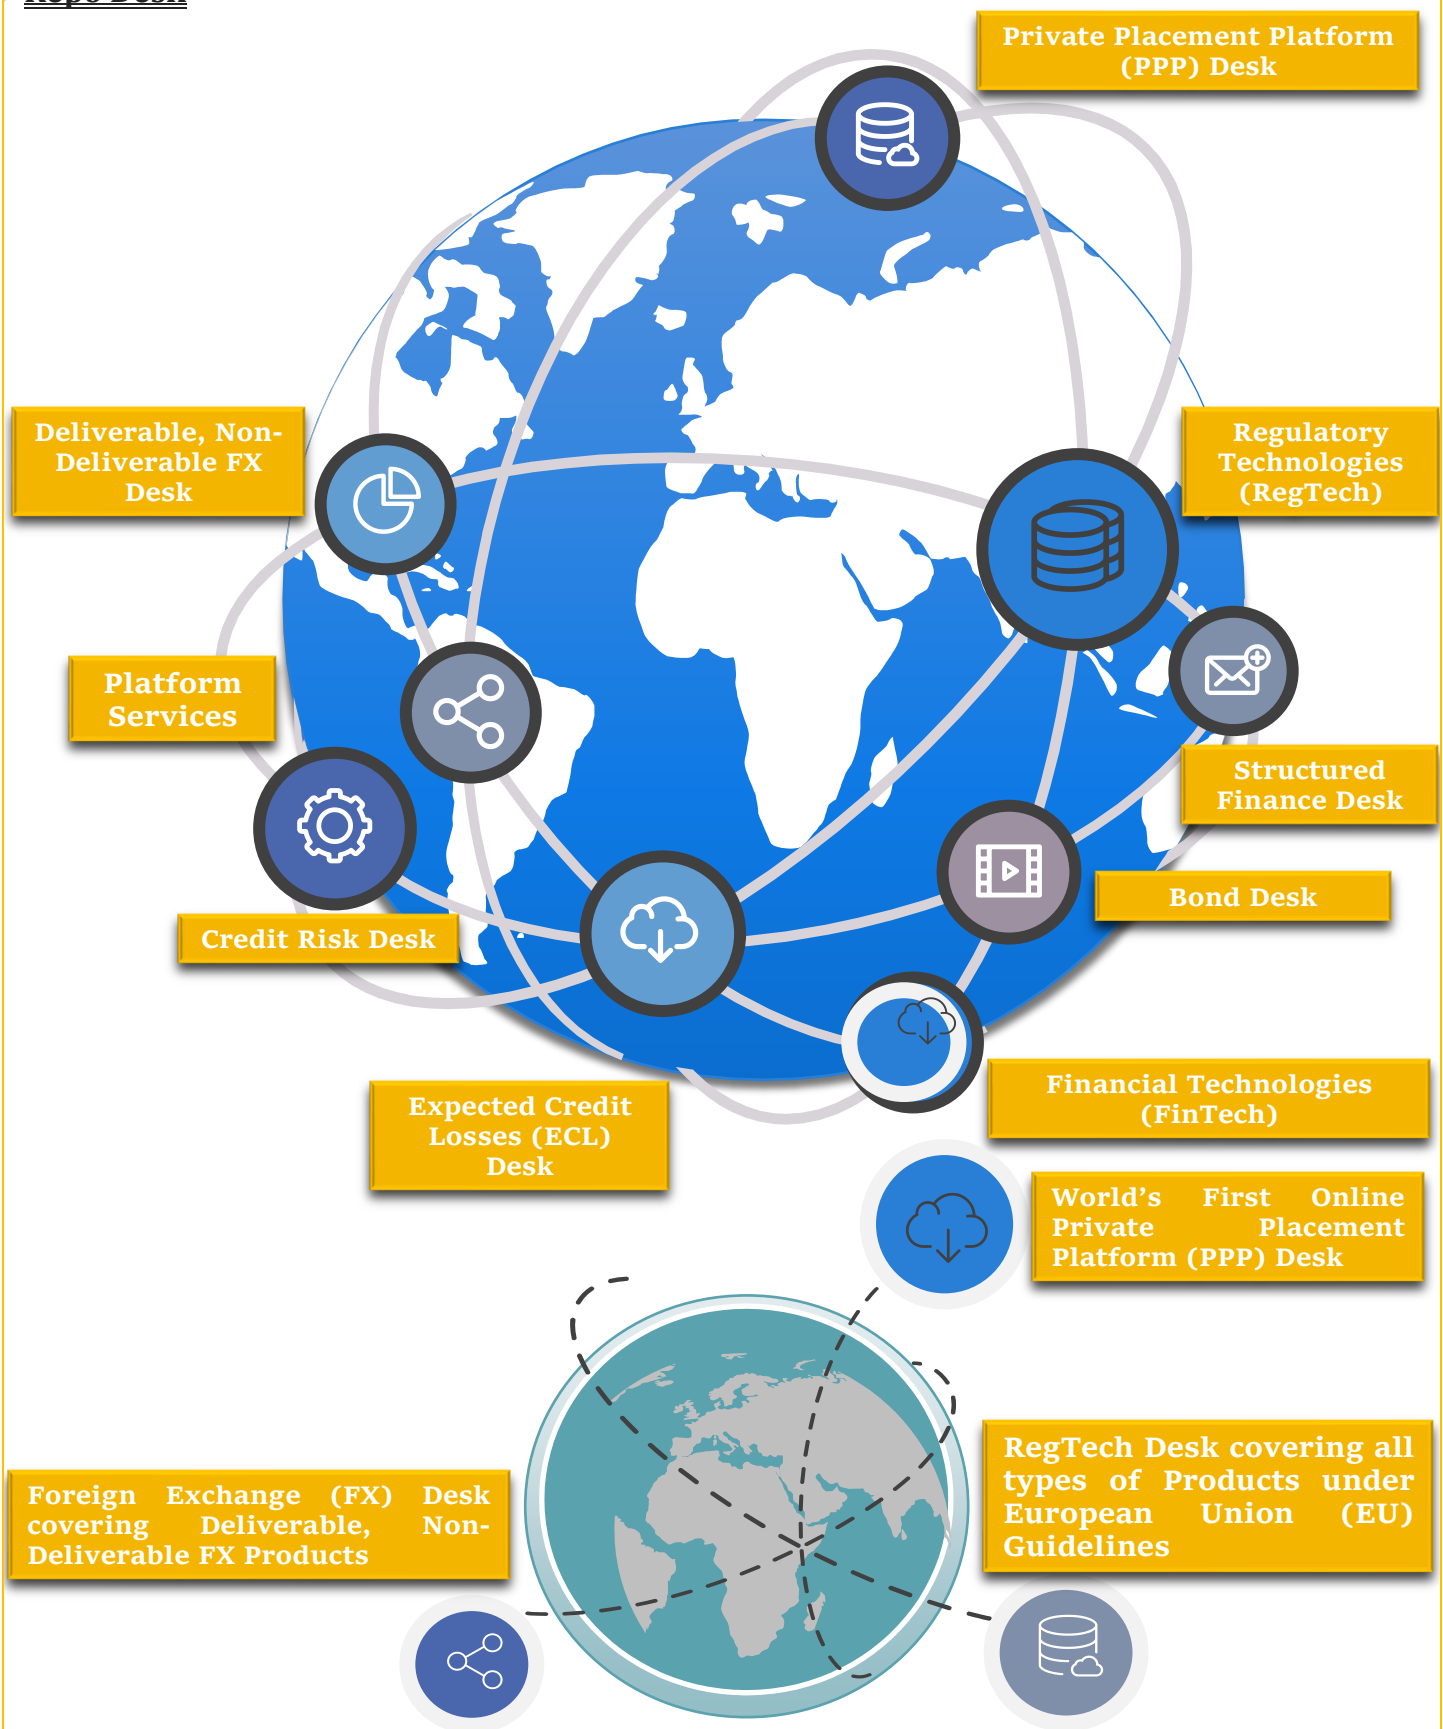 Repo Desk
Private Placement Platform
(PPP) Desk
Deliverable, Non-
Deliverable FX
Desk
Regulatory
Technologies
(RegTech)
Platform
Services
Structured
Finance Desk
Bond Desk
Credit Risk Desk
Financial Technologies
(FinTech)
Expected Credit
Losses (ECL)
Desk
World’s First Online
Private Placement
Platform (PPP) Desk
RegTech Desk covering all
types of Products under
European Union (EU)
Guidelines
Foreign Exchange (FX) Desk
covering Deliverable, Non-
Deliverable FX Products